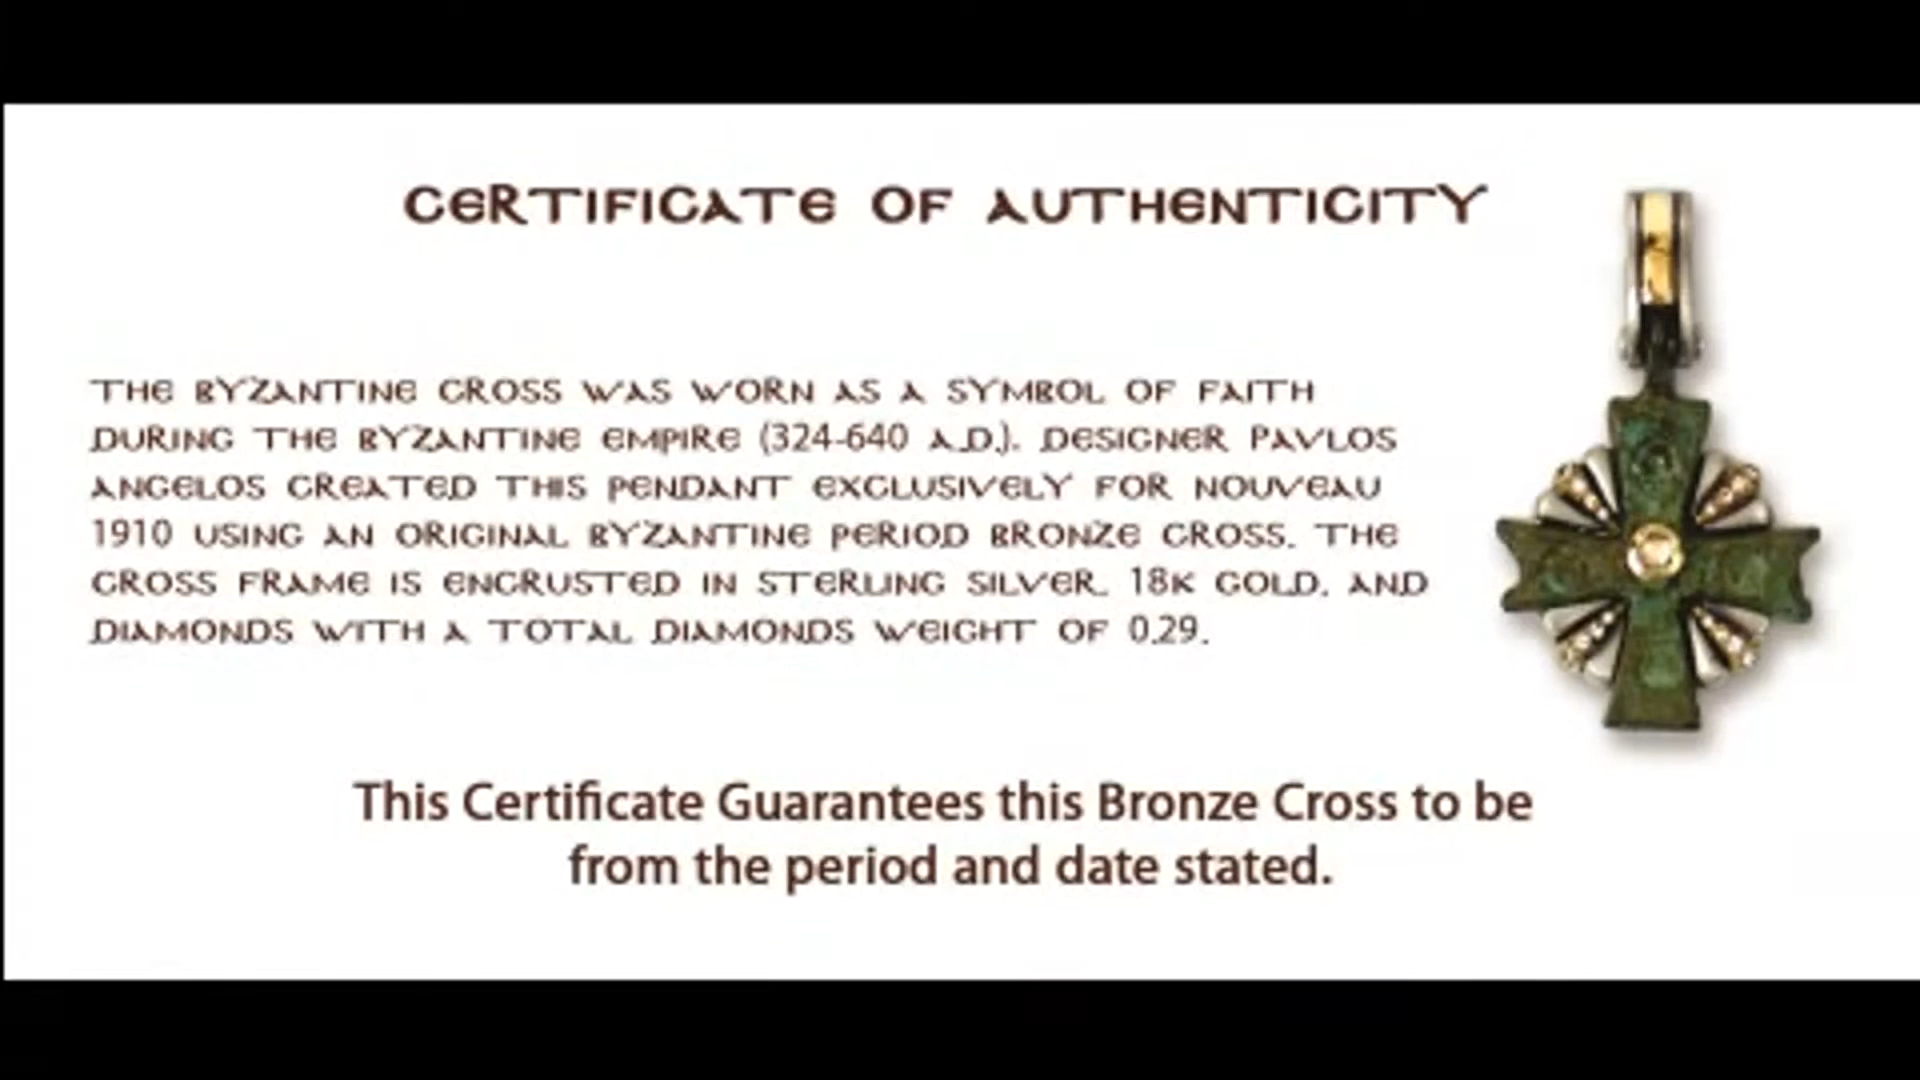 CERTIFICATE OF AUTHENTICITY
THE BYZANTINE CROSS WAS WORN AS A SYMBOL OF FAITH
DURING THE BYZANTINE EMPIRE (324-640 A.D.). DESIGNER PAVLOS
ANGELOS CREATED THIS PENDANT EXCLUSIVELY FOR NOUVEAU
1910 USING AN ORIGINAL BYZANTINE PERIOD BRONZE CROSS. THE
CROSS FRAME IS ENCRUSTED IN STERLING SILVER, 18K GOLD, AND
DIAMONDS WITH A TOTAL DIAMONDS WEIGHT OF 0.29.
This Certificate Guarantees this Bronze Cross to be
from the period and date stated.